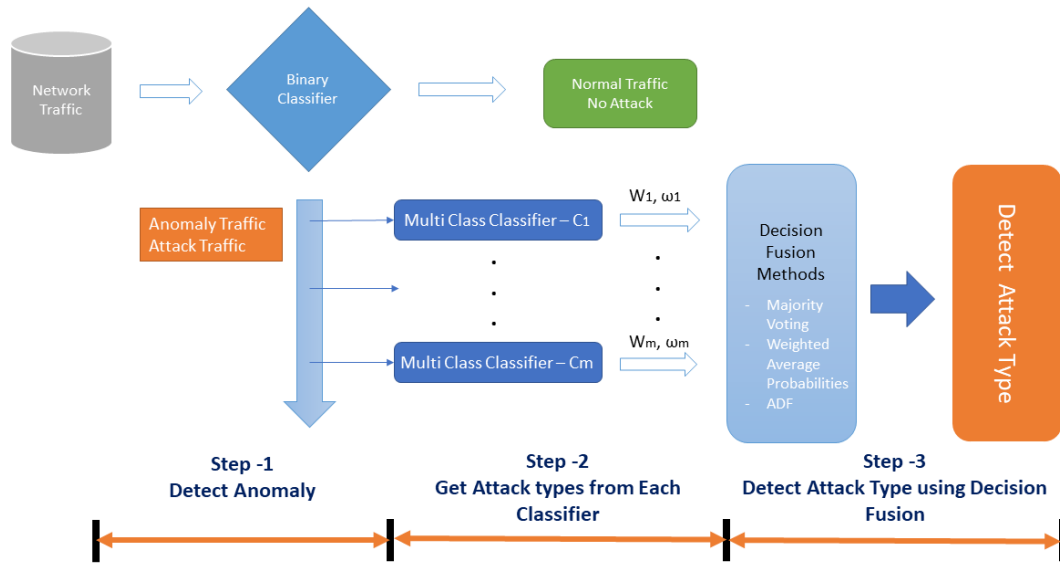 Network
Traffic
Binary
Classifier
Normal Traffic
No Attack
Anomaly Traffic
Attack Traffic
Multi Class Classifier – C1
W1, ω1
Multi Class Classifier – Cm
Wm, ωm
Decision
Fusion
Methods
- Majority
Voting
- Weighted
Average
Probabilities
- ADF
Detect Attack Type
Step -1
Detect Anomaly
Step -2
Get Attack types from Each
Classifier
Step -3
Detect Attack Type using Decision
Fusion